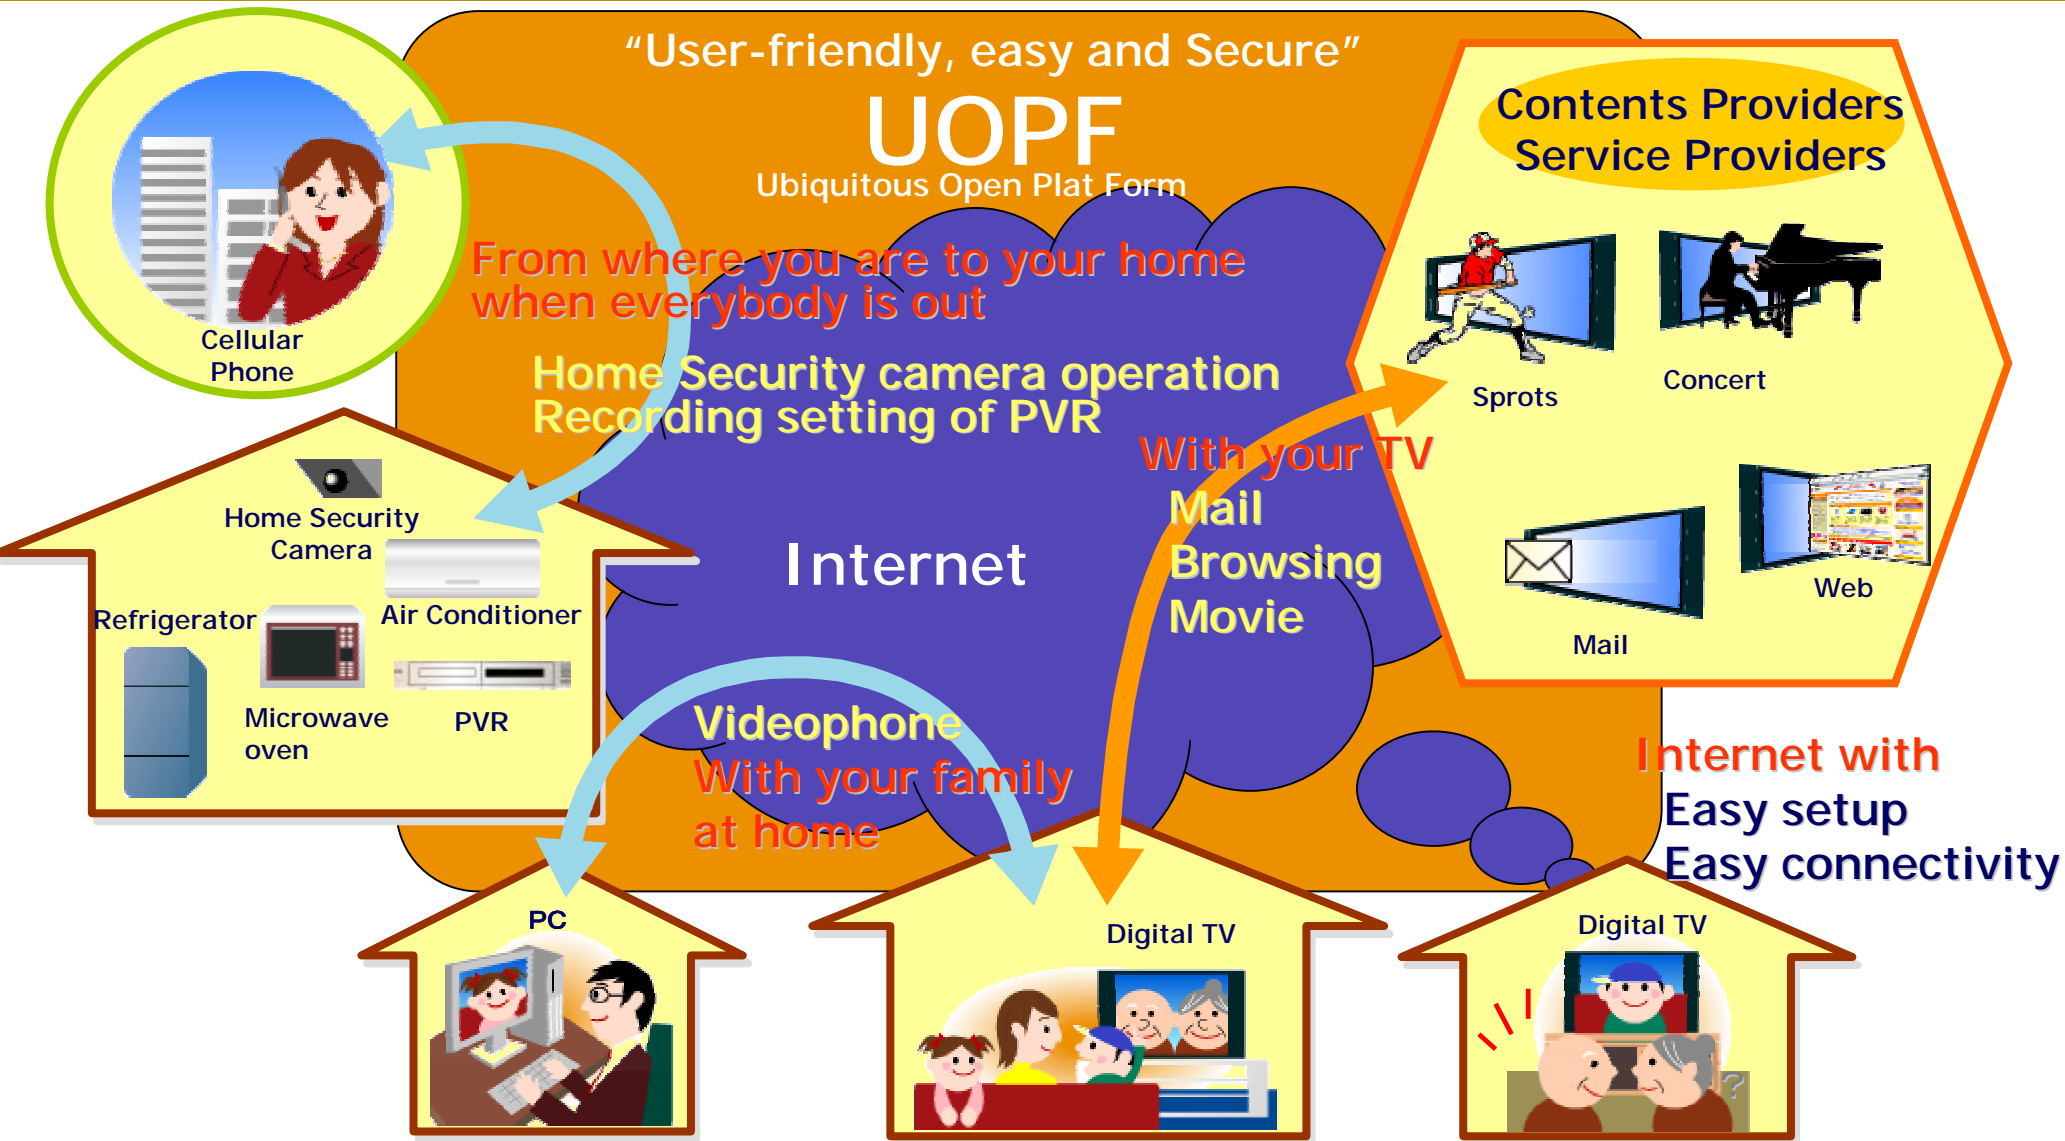 “User-friendly, easy and Secure”
UOPF
Ubiquitous Open Plat Form
Contents Providers
Service Providers
Cellular
Phone
From where you are to your home
when everybody is out
Home Security camera operation
Recording setting of PVR
Sprots
Concert
With your TV
Mail
Browsing
Movie
Internet
Home Security
Camera
Refrigerator
Air Conditioner
Microwave
oven
PVR
Web
Mail
Videophone
With your family
at home
Internet with
Easy setup
Easy connectivity
PC
Digital TV
Digital TV
?